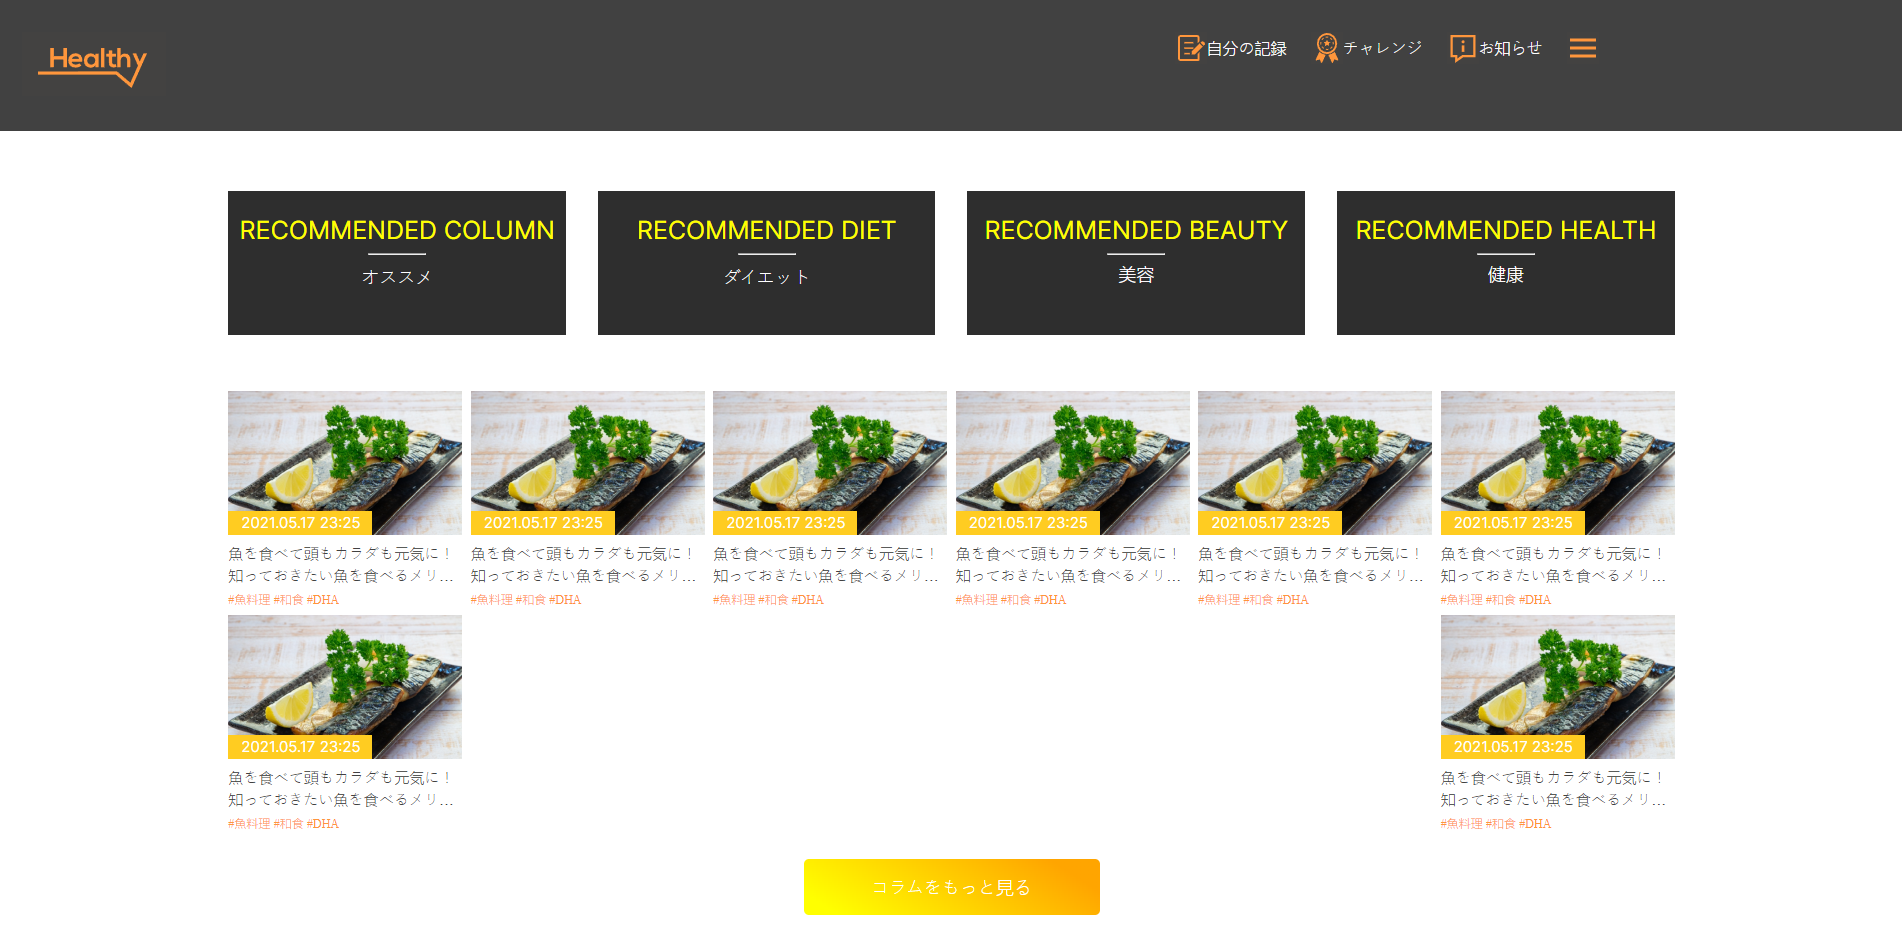 Healthy
自分の記録 チャレンジ お知らせ
RECOMMENDED COLUMN
オススメ
RECOMMENDED DIET
ダイエット
RECOMMENDED BEAUTY
美容
RECOMMENDED HEALTH
健康
2021.05.17 23:25
魚を食べて頭もカラダも元気に！
知っておきたい魚を食べるメリ…
#魚料理 #和食 #DHA
2021.05.17 23:25
魚を食べて頭もカラダも元気に！
知っておきたい魚を食べるメリ…
#魚料理 #和食 #DHA
2021.05.17 23:25
魚を食べて頭もカラダも元気に！
知っておきたい魚を食べるメリ…
#魚料理 #和食 #DHA
2021.05.17 23:25
魚を食べて頭もカラダも元気に！
知っておきたい魚を食べるメリ…
#魚料理 #和食 #DHA
2021.05.17 23:25
魚を食べて頭もカラダも元気に！
知っておきたい魚を食べるメリ…
#魚料理 #和食 #DHA
2021.05.17 23:25
魚を食べて頭もカラダも元気に！
知っておきたい魚を食べるメリ…
#魚料理 #和食 #DHA
2021.05.17 23:25
魚を食べて頭もカラダも元気に！
知っておきたい魚を食べるメリ…
#魚料理 #和食 #DHA
2021.05.17 23:25
魚を食べて頭もカラダも元気に！
知っておきたい魚を食べるメリ…
#魚料理 #和食 #DHA
コラムをもっと見る